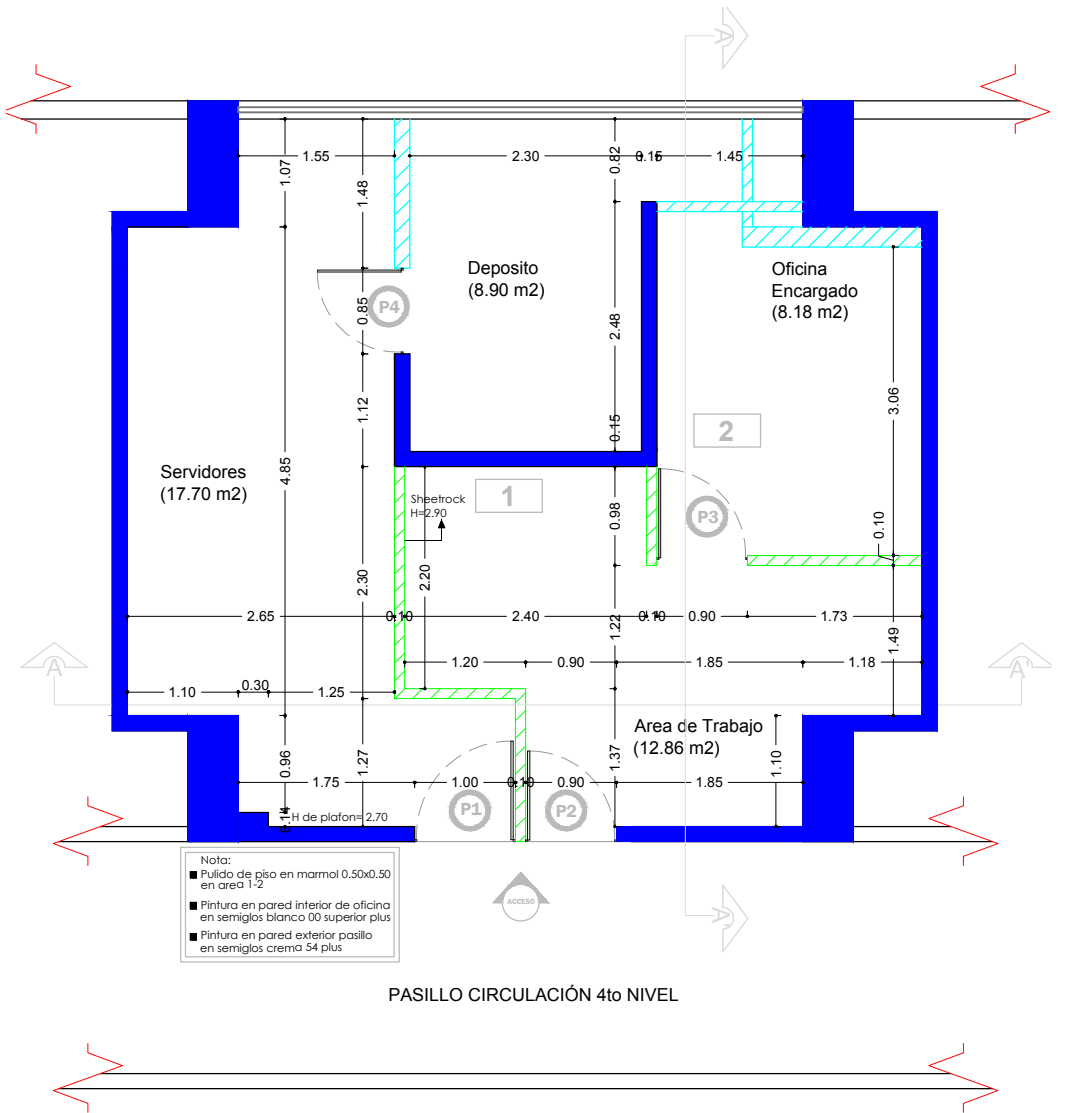 A
1.55
2.30
0.15
1.45
1.07
1.48
0.82
Deposito
(8.90 m2)
Oficina
Encargado
(8.18 m2)
P4
0.85
2.48
3.06
1.12
0.15
2
4.85
Servidores
(17.70 m2)
1
Sheetrock
H=2.90
0.98
P3
0.10
2.30
2.20
2.65
0.10
2.40
0.10
0.90
1.73
1.22
1.49
A
1.20
0.90
1.85
1.18
A'
1.10
0.30
1.25
Area de Trabajo
(12.86 m2)
0.96
1.27
1.37
1.10
1.75
1.00
0.10
0.90
1.85
P1
P2
0.14
H de plafon= 2.70
Nota:
Pulido de piso en marmol 0.50x0.50
en area 1-2
Pintura en pared interior de oficina
en semiglos blanco 00 superior plus
Pintura en pared exterior pasillo
en semiglos crema 54 plus
ACCESO
A'
PASILLO CIRCULACIÓN 4to NIVEL